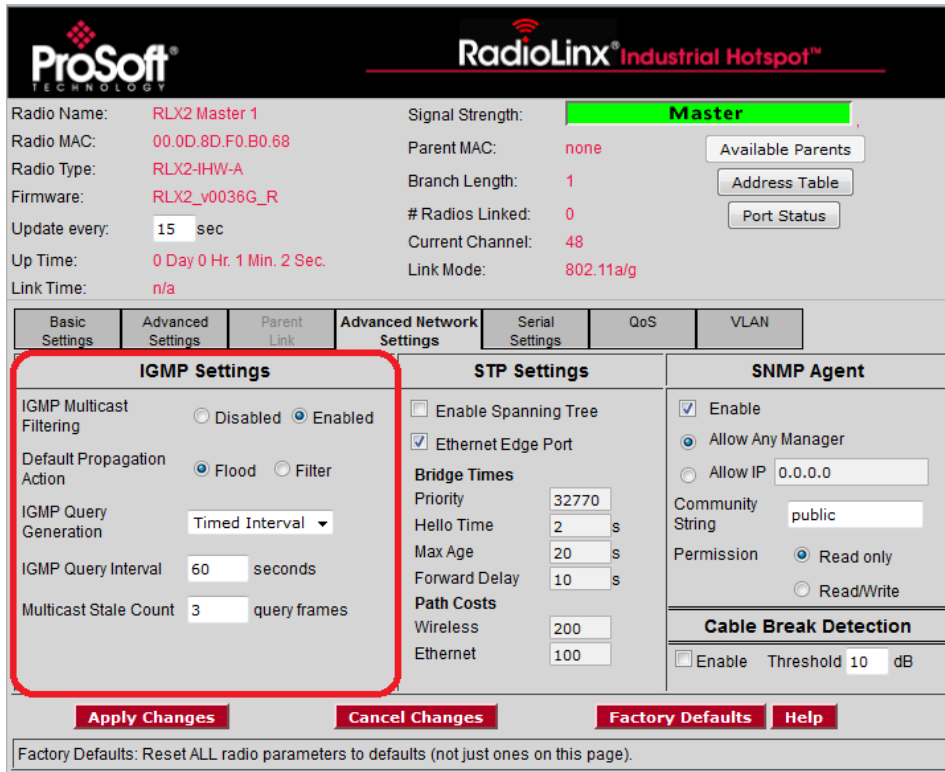 ProSoft®
TECHNOLOGY
RadioLinx® Industrial Hotspot™
Radio Name: RLX2 Master 1
Radio MAC: 00.0D.8D.F0.B0.68
Radio Type: RLX2-IHW-A
Firmware: RLX2_v0036G_R
Update every: 15 sec
Up Time: 0 Day 0 Hr. 1 Min. 2 Sec.
Link Time: n/a
Signal Strength: Master ,
Parent MAC: none Available Parents
Branch Length: 1 Address Table
# Radios Linked: 0 Port Status
Current Channel: 48
Link Mode: 802.11a/g
Basic Settings
Advanced Settings
Parent Link
Advanced Network Settings
Serial Settings
QoS
VLAN
IGMP Settings
IGMP Multicast Filtering Disabled Enabled
Default Propagation Action Flood Filter
IGMP Query Generation Timed Interval
IGMP Query Interval 60 seconds
Multicast Stale Count 3 query frames
STP Settings
Enable Spanning Tree
Ethernet Edge Port
Bridge Times
Priority 32770
Hello Time 2 s
Max Age 20 s
Forward Delay 10 s
Path Costs
Wireless 200
Ethernet 100
SNMP Agent
Enable
Allow Any Manager
Allow IP 0.0.0.0
Community String public
Permission Read only
Read/Write
Cable Break Detection
Enable Threshold 10 dB
Apply Changes Cancel Changes Factory Defaults Help
Factory Defaults: Reset ALL radio parameters to defaults (not just ones on this page).